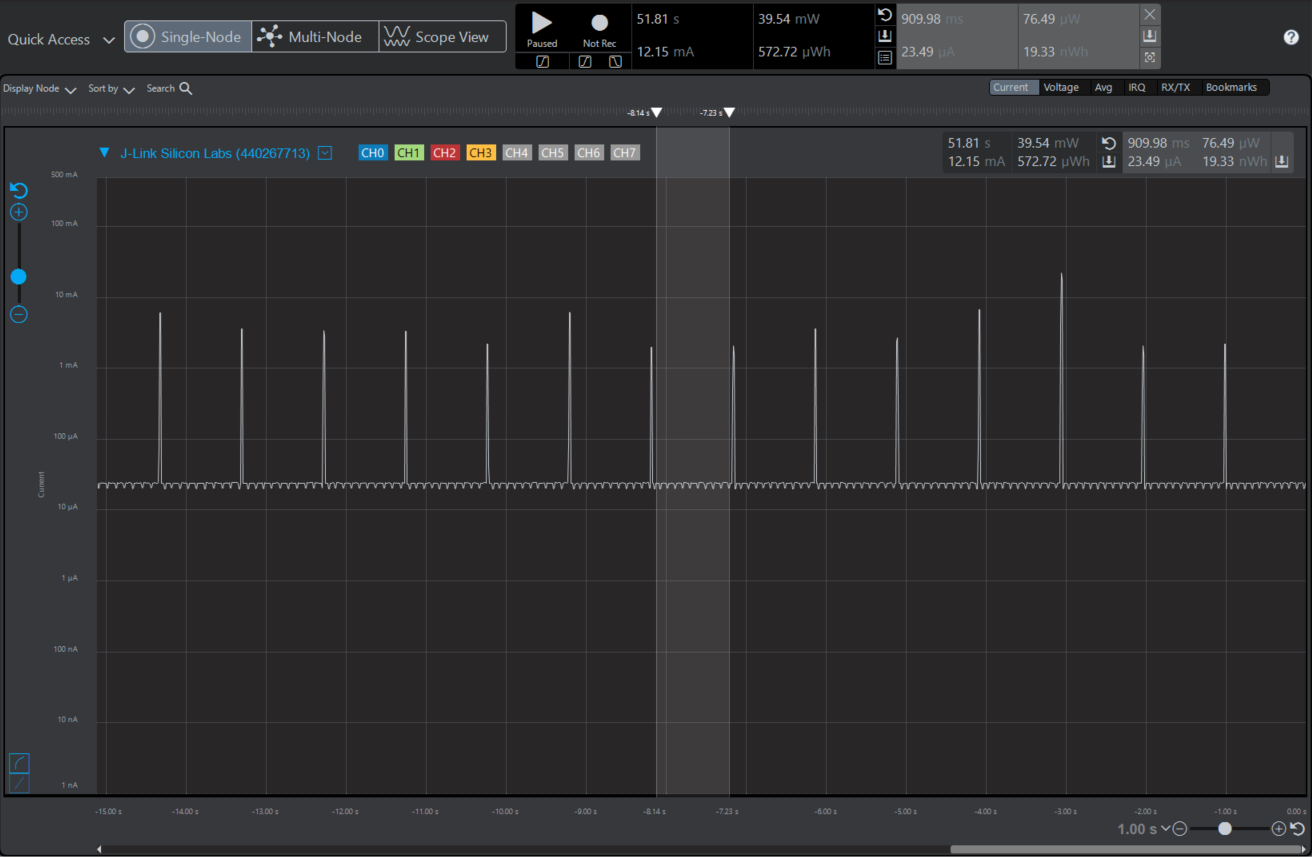 Quick Access
Single-Node
Multi-Node
Scope View
Paused
Not Rec
51.81 s
12.15 mA
39.54 mW
572.72 µWh
909.98 ms
23.49 µA
76.49 µW
19.33 nWh
?
Display Node
Sort by
Search
Current Voltage Avg IRQ RX/TX Bookmarks
-8.14 s -7.23 s
J-Link Silicon Labs (440267713)
CH0 CH1 CH2 CH3 CH4 CH5 CH6 CH7
51.81 s 39.54 mW 909.98 ms 76.49 µW
12.15 mA 572.72 µWh 23.49 µA 19.33 nWh
500 mA
100 mA
10 mA
1 mA
100 µA
Current
10 µA
1 µA
100 nA
10 nA
1 nA
-15.00 s -14.00 s -13.00 s -12.00 s -11.00 s -10.00 s -9.00 s -8.14 s -7.23 s -6.00 s -5.00 s -4.00 s -3.00 s -2.00 s -1.00 s 0.00 s
1.00 s